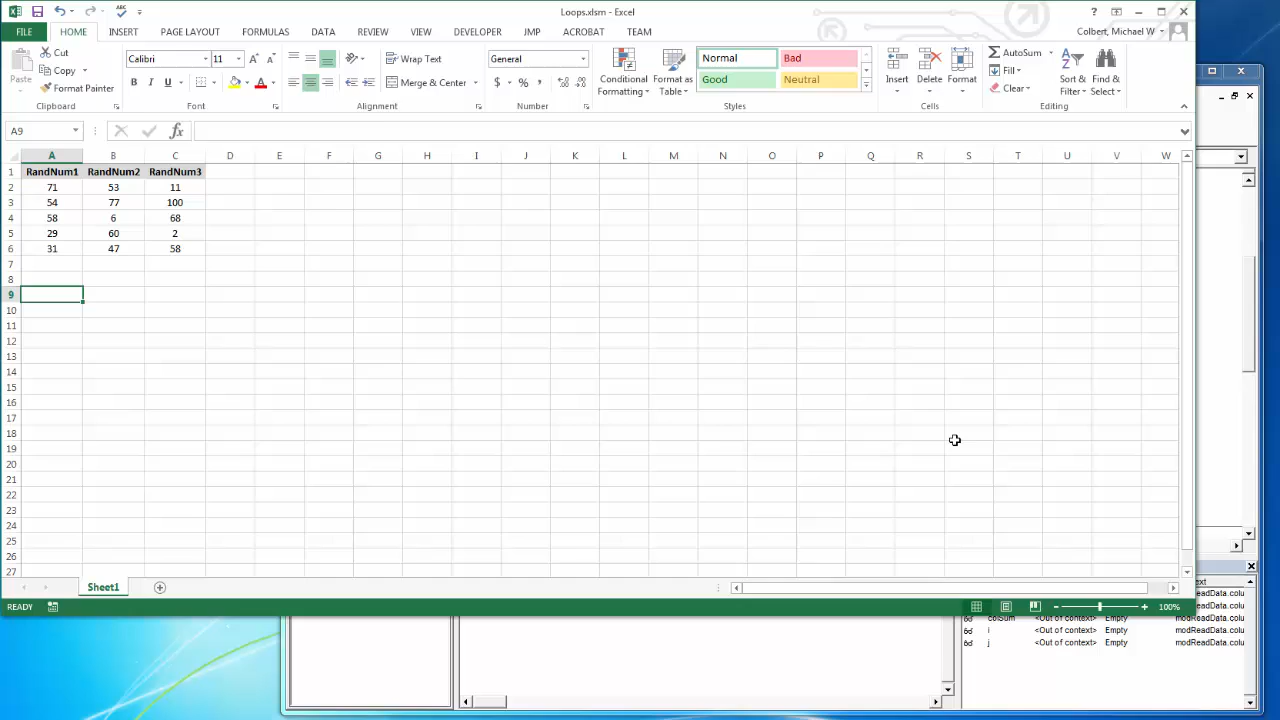 Loops.xlsm - Excel
FILE HOME INSERT PAGE LAYOUT FORMULAS DATA REVIEW VIEW DEVELOPER JMP ACROBAT TEAM Colbert, Michael W
Paste
Cut
Copy
Format Painter
Clipboard
Calibri 11
B I U
Font
Wrap Text
Merge & Center
Alignment
General
$ % ,
Number
Conditional Formatting
Format as Table
Normal Bad
Good Neutral
Styles
Insert Delete Format
Cells
AutoSum
Fill
Clear
Sort & Filter
Find & Select
Editing
A9 fx
A B C D E F G H I J K L M N O P Q R S T U V W
1 RandNum1 RandNum2 RandNum3
2 71 53 11
3 54 77 100
4 58 6 68
5 29 60 2
6 31 47 58
7
8
9
10
11
12
13
14
15
16
17
18
19
20
21
22
23
24
25
26
27
Sheet1
READY 100%
ext
readData.colu
modReadData.colu
colSum <Out of context> Empty modReadData.colu
i <Out of context> Empty modReadData.colu
j <Out of context> Empty modReadData.colu